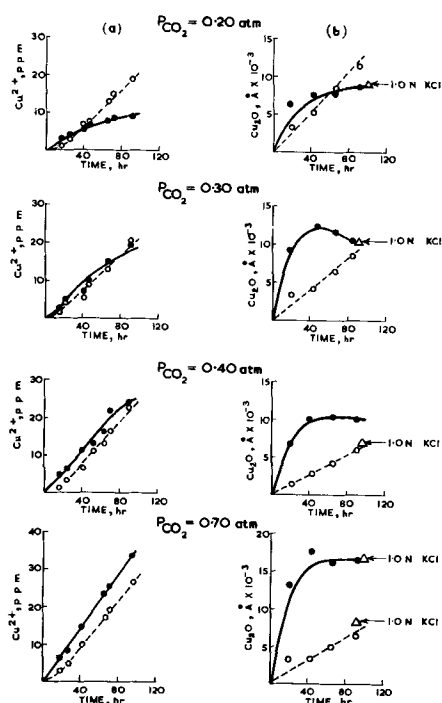 (a) P_CO2 = 0·20 atm (b)
Cu2+, p p m
30
20
10
0 40 80 120
TIME, hr
Cu2O, Å X 10-3
15
10
5
0 40 80 120
TIME, hr
1·0 N KCl
P_CO2 = 0·30 atm
Cu2+, p p m
30
20
10
0 40 80 120
TIME, hr
Cu2O, Å X 10-3
15
10
5
0 40 80 120
TIME, hr
1·0 N KCl
P_CO2 = 0·40 atm
Cu2+, p p m
30
20
10
0 40 80 120
TIME, hr
Cu2O, Å X 10-3
15
10
5
0 40 80 120
TIME, hr
1·0 N KCl
P_CO2 = 0·70 atm
Cu2+, p p m
40
30
20
10
0 40 80 120
TIME, hr
Cu2O, Å X 10-3
20
15
10
5
0 40 80 120
TIME, hr
1·0 N KCl
1·0 N KCl